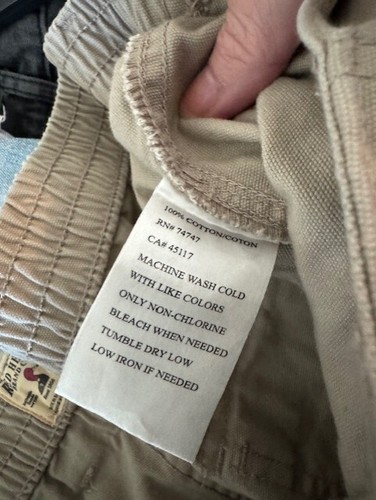 100% COTTON/COTON
RN# 74747
CA# 45117
MACHINE WASH COLD
WITH LIKE COLORS
ONLY NON-CHLORINE
BLEACH WHEN NEEDED
TUMBLE DRY LOW
LOW IRON IF NEEDED